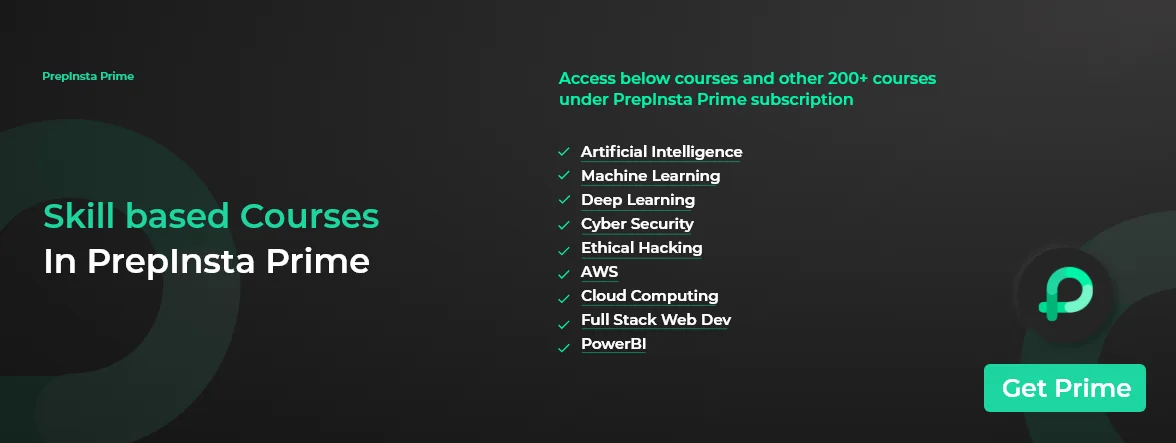 PrepInsta Prime
Skill based Courses
In PrepInsta Prime
Access below courses and other 200+ courses
under PrepInsta Prime subscription
Artificial Intelligence
Machine Learning
Deep Learning
Cyber Security
Ethical Hacking
AWS
Cloud Computing
Full Stack Web Dev
PowerBI
Get Prime